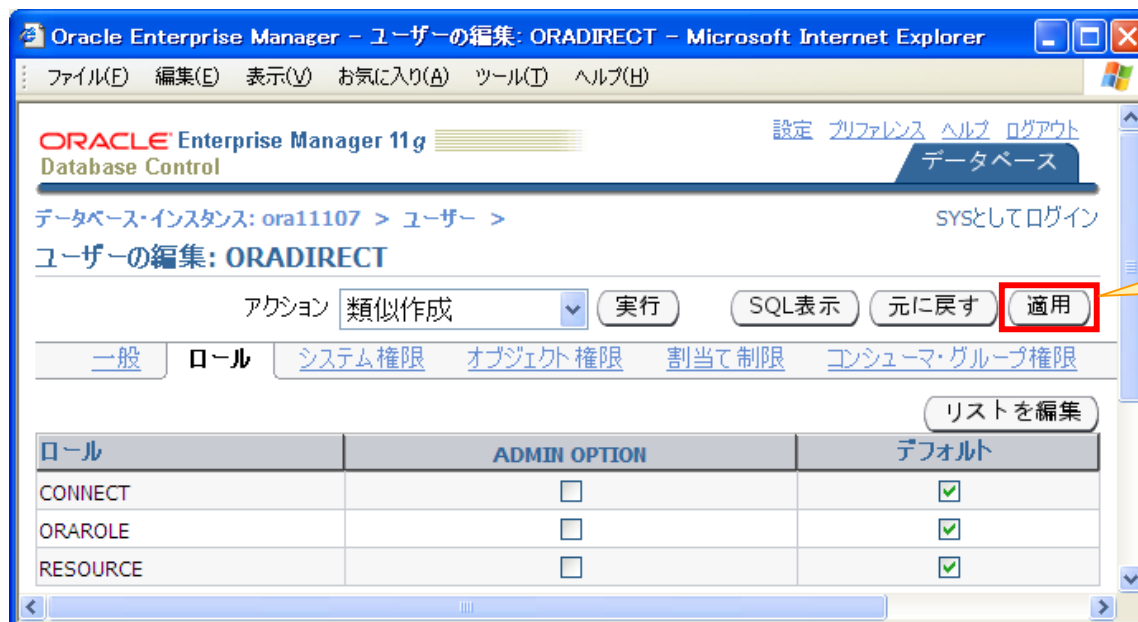 Oracle Enterprise Manager - ユーザーの編集: ORADIRECT - Microsoft Internet Explorer
ファイル(F) 編集(E) 表示(V) お気に入り(A) ツール(T) ヘルプ(H)
ORACLE Enterprise Manager 11g
Database Control
設定 プリファレンス ヘルプ ログアウト
データベース
データベース・インスタンス: ora11107 > ユーザー >
SYSとしてログイン
ユーザーの編集: ORADIRECT
アクション 類似作成 実行 SQL表示 元に戻す 適用
一般 ロール システム権限 オブジェクト権限 割当て制限 コンシューマ・グループ権限
リストを編集
ロール ADMIN OPTION デフォルト
CONNECT
ORAROLE
RESOURCE